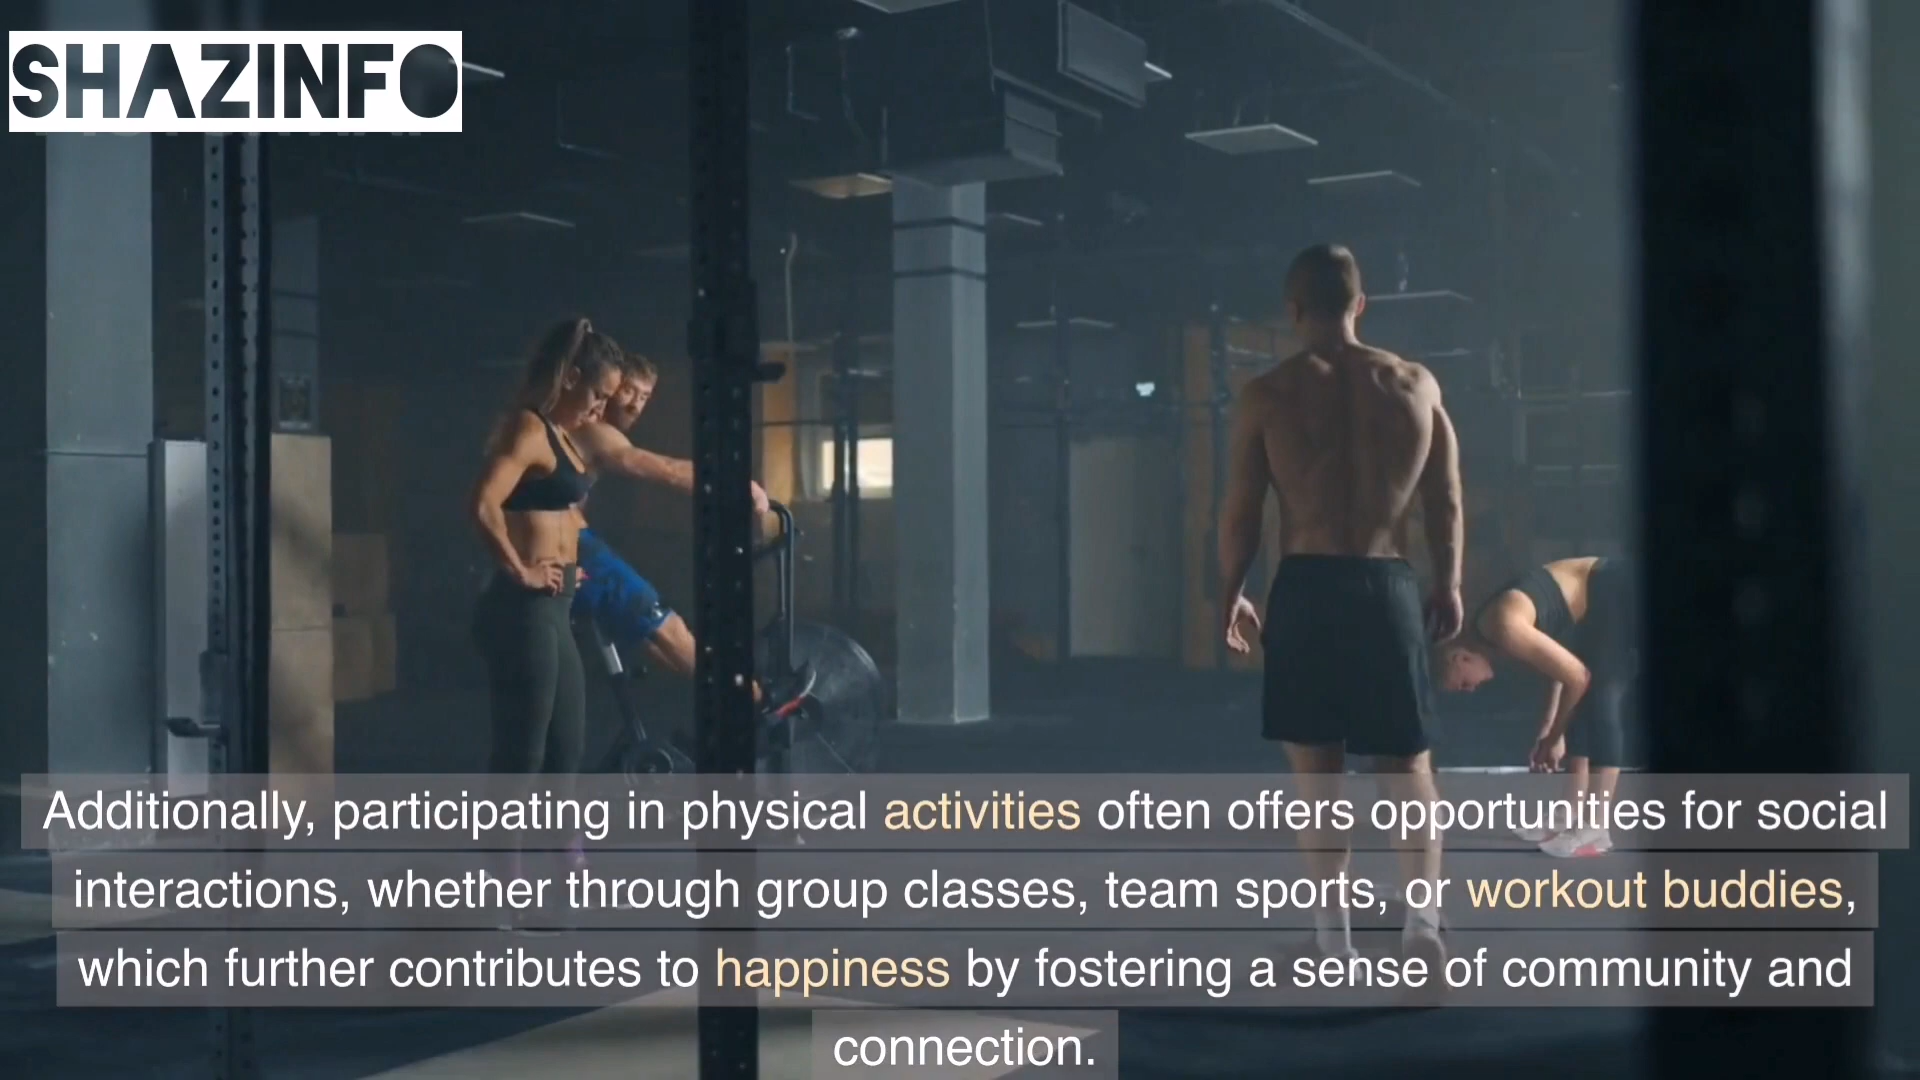 SHAZINFO
Additionally, participating in physical activities often offers opportunities for social
interactions, whether through group classes, team sports, or workout buddies,
which further contributes to happiness by fostering a sense of community and
connection.